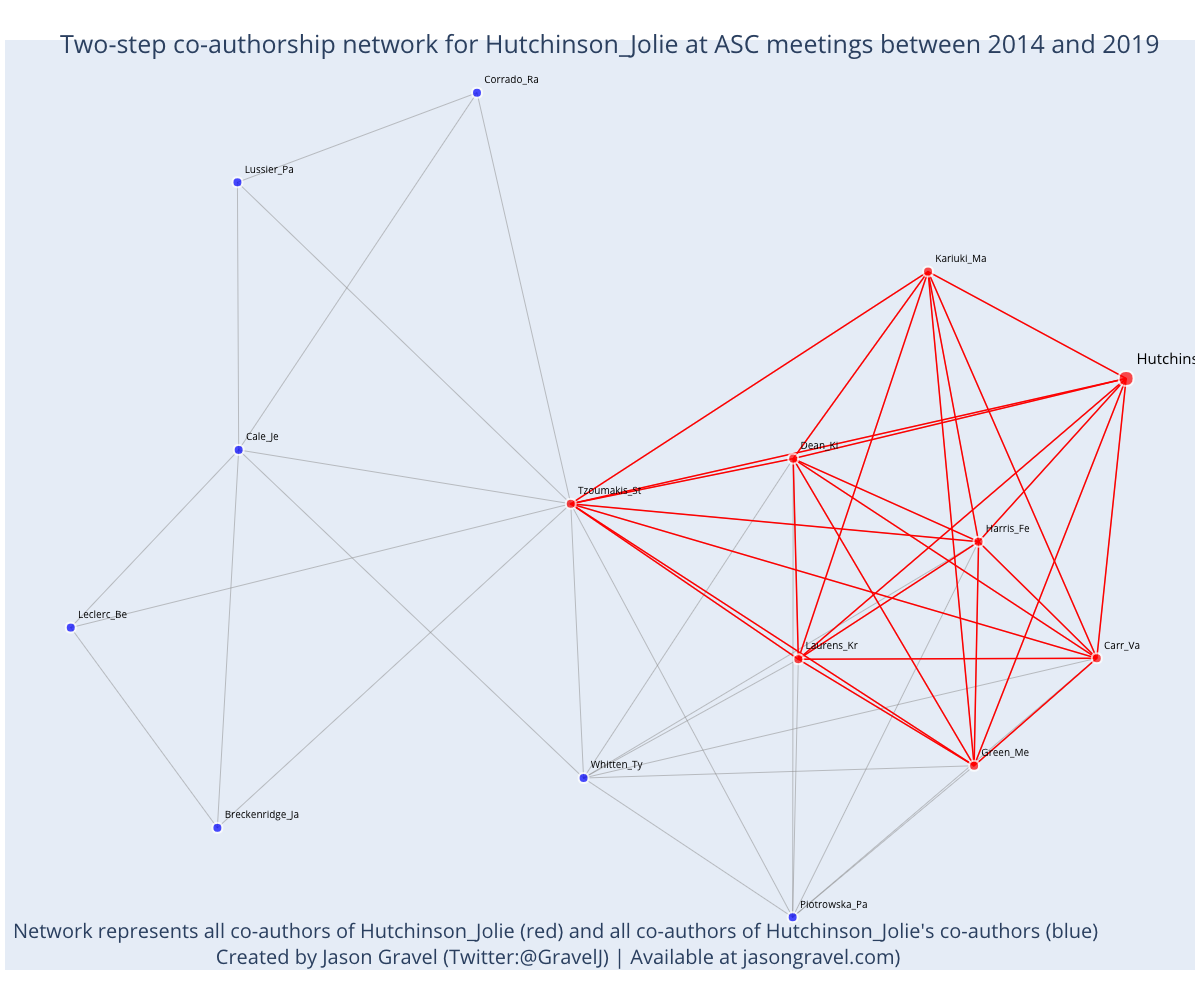 Two-step co-authorship network for Hutchinson_Jolie at ASC meetings between 2014 and 2019
Corrado_Ra
Lussier_Pa
Kariuki_Ma
Hutchins
Cale_Je
Dean_Ki
Tzoumakis_St
Harris_Fe
Leclerc_Be
Laurens_Kr
Carr_Va
Green_Me
Whitten_Ty
Breckenridge_Ja
Piotrowska_Pa
Network represents all co-authors of Hutchinson_Jolie (red) and all co-authors of Hutchinson_Jolie's co-authors (blue)
Created by Jason Gravel (Twitter:@GravelJ) | Available at jasongravel.com)